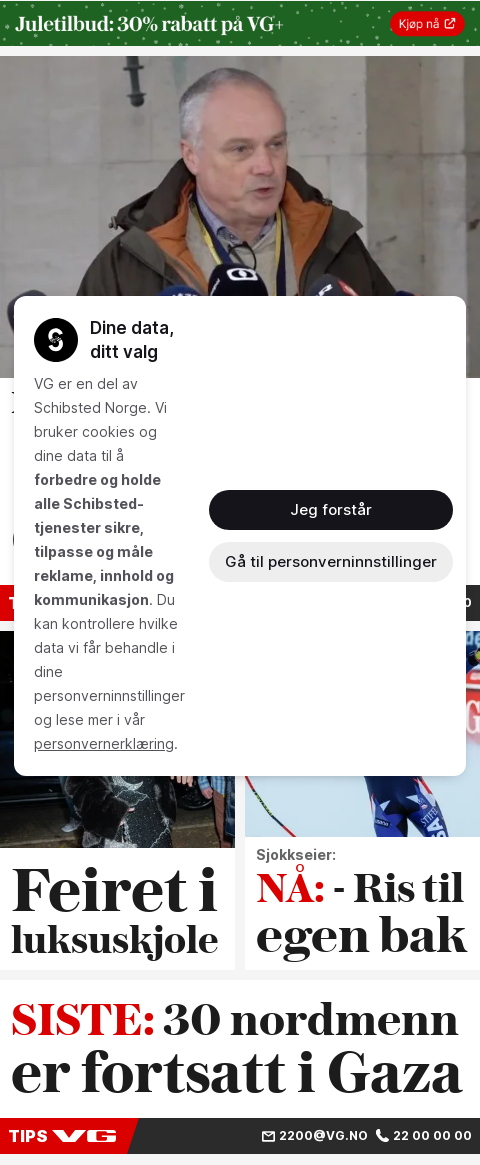 Juletilbud: 30% rabatt på VG+
Kjøp nå
Dine data,
ditt valg
VG er en del av
Schibsted Norge. Vi
bruker cookies og
dine data til å
forbedre og holde
alle Schibsted-
tjenester sikre,
tilpasse og måle
reklame, innhold og
kommunikasjon. Du
kan kontrollere hvilke
data vi får behandle i
dine
personverninnstillinger
og lese mer i vår
personvernerklæring.
Jeg forstår
Gå til personverninnstillinger
Feiret i
luksuskjole
Sjokkseier:
NÅ: - Ris til
egen bak
SISTE: 30 nordmenn
er fortsatt i Gaza
TIPS VG
2200@VG.NO
22 00 00 00